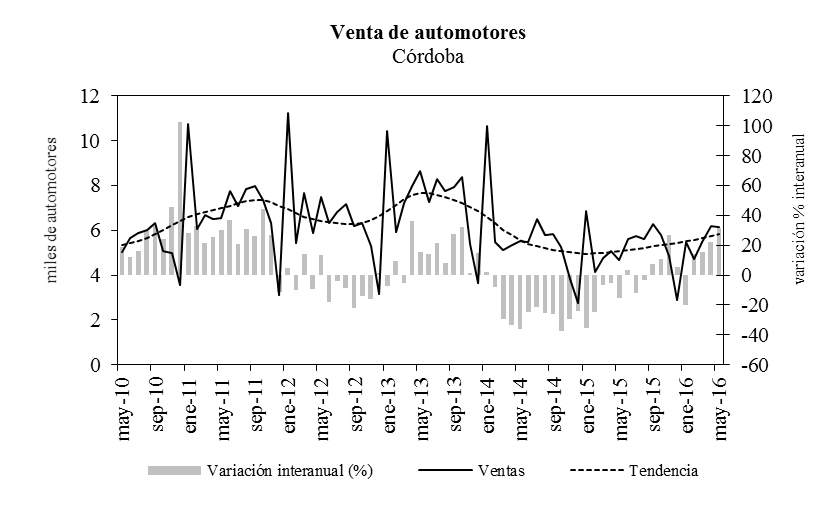 Venta de automotores
Córdoba
12
10
8
6
4
2
0
miles de automotores
120
100
80
60
40
20
0
-20
-40
-60
variación % interanual
may-10
sep-10
ene-11
may-11
sep-11
ene-12
may-12
sep-12
ene-13
may-13
sep-13
ene-14
may-14
sep-14
ene-15
may-15
sep-15
ene-16
may-16
Variación interanual (%)
Ventas
Tendencia